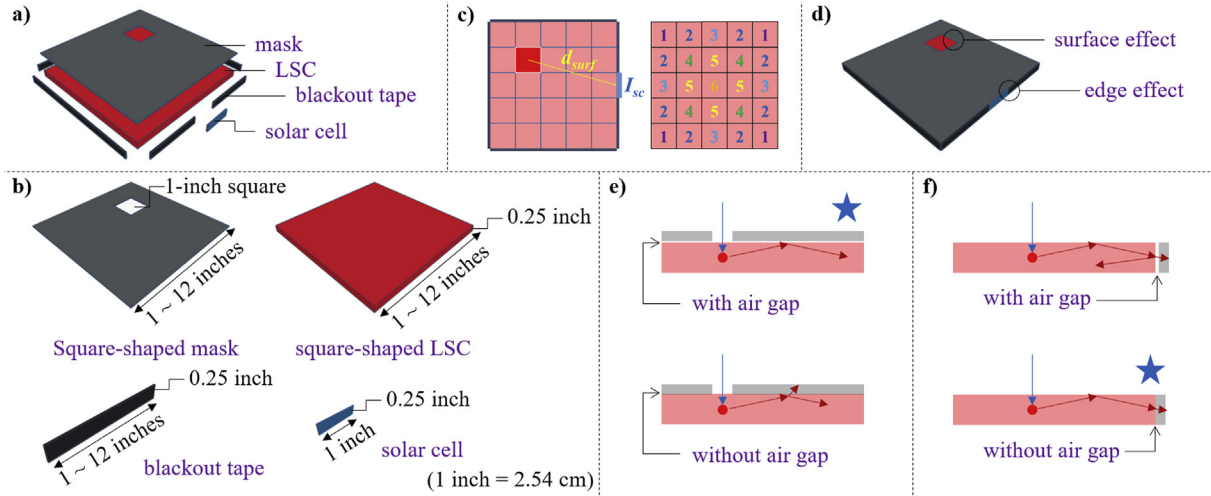 a)
mask
LSC
blackout tape
solar cell
b)
1-inch square
1 ~ 12 inches
Square-shaped mask
0.25 inch
1 ~ 12 inches
square-shaped LSC
0.25 inch
1 ~ 12 inches
blackout tape
0.25 inch
1 inch
solar cell
(1 inch = 2.54 cm)
c)
d_surf
I_sc
1 2 3 2 1
2 4 5 4 2
3 5 6 5 3
2 4 5 4 2
1 2 3 2 1
d)
surface effect
edge effect
e)
with air gap
without air gap
f)
with air gap
without air gap